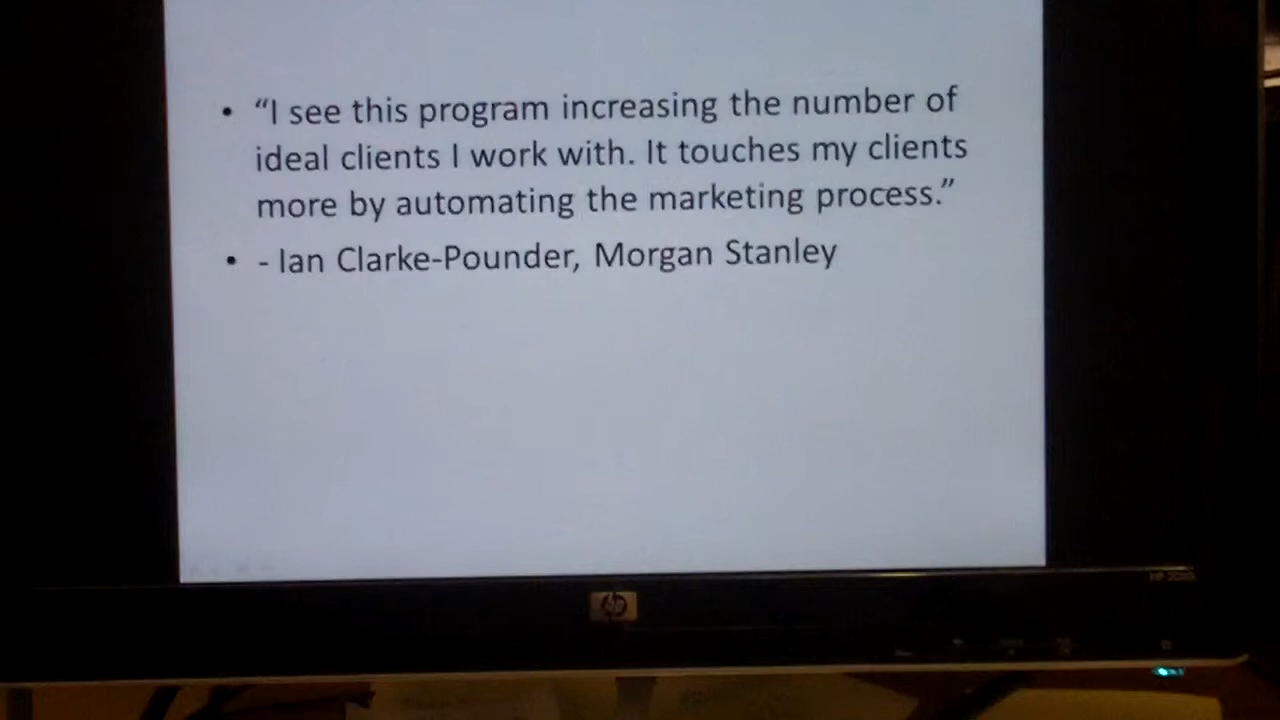 • “I see this program increasing the number of
ideal clients I work with. It touches my clients
more by automating the marketing process.”
• - Ian Clarke-Pounder, Morgan Stanley
hp